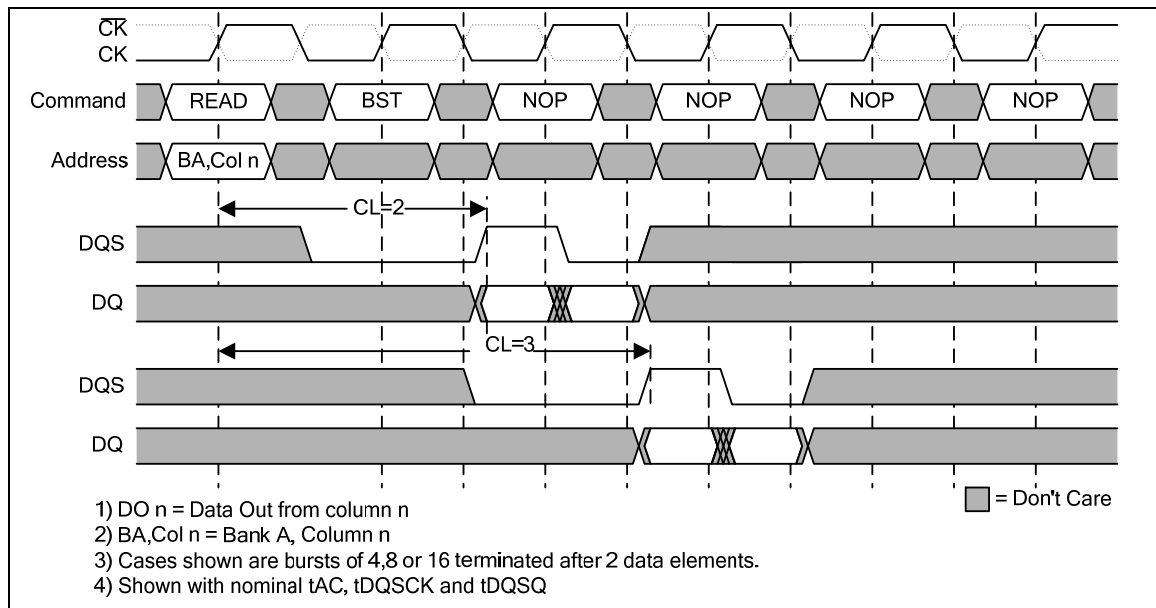 CK
CK
Command READ BST NOP NOP NOP NOP
Address BA,Col n
CL=2
DQS
DQ
CL=3
DQS
DQ
1) DO n = Data Out from column n
2) BA,Col n = Bank A, Column n
3) Cases shown are bursts of 4,8 or 16 terminated after 2 data elements.
4) Shown with nominal tAC, tDQSCK and tDQSQ
= Don't Care